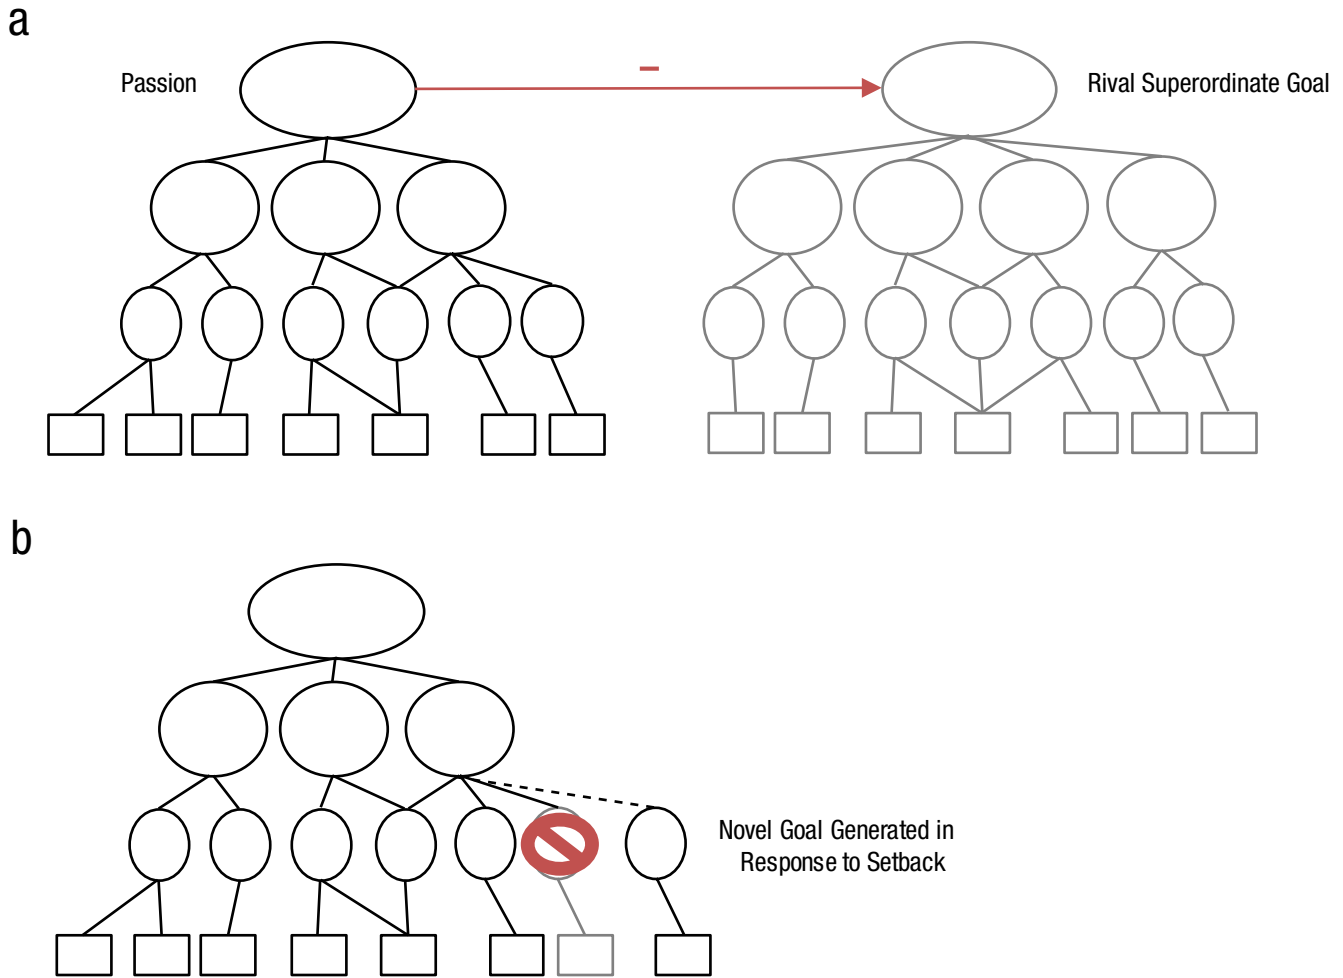 a
Passion
–
Rival Superordinate Goal
b
Novel Goal Generated in
Response to Setback